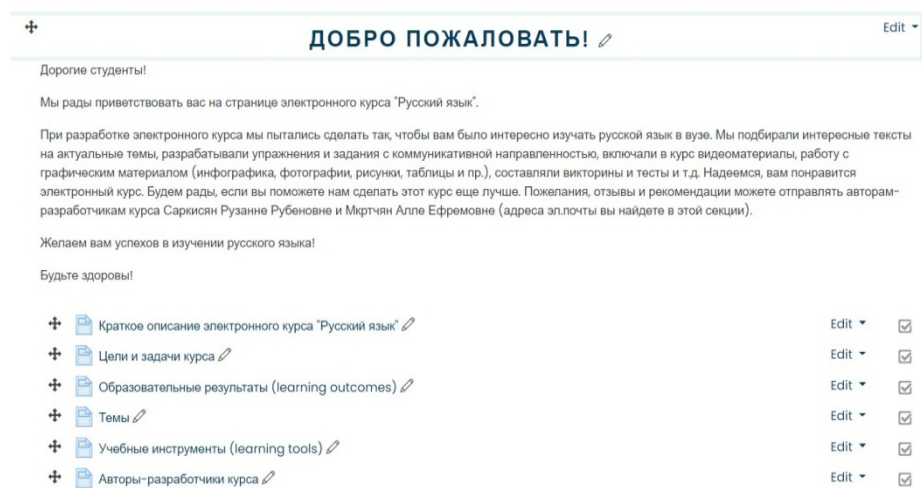 ДОБРО ПОЖАЛОВАТЬ!
Edit
Дорогие студенты!
Мы рады приветствовать вас на странице электронного курса "Русский язык".
При разработке электронного курса мы пытались сделать так, чтобы вам было интересно изучать русской язык в вузе. Мы подбирали интересные тексты
на актуальные темы, разрабатывали упражнения и задания с коммуникативной направленностью, включали в курс видеоматериалы, работу с
графическим материалом (инфографика, фотографии, рисунки, таблицы и пр.), составляли викторины и тесты и т.д. Надеемся, вам понравится
электронный курс. Будем рады, если вы поможете нам сделать этот курс еще лучше. Пожелания, отзывы и рекомендации можете отправлять авторам-
разработчикам курса Саркисян Рузанне Рубеновне и Мкртчян Алле Ефремовне (адреса эл.почты вы найдете в этой секции).
Желаем вам успехов в изучении русского языка!
Будьте здоровы!
Краткое описание электронного курса "Русский язык" Edit
Цели и задачи курса Edit
Образовательные результаты (learning outcomes) Edit
Темы Edit
Учебные инструменты (learning tools) Edit
Авторы-разработчики курса Edit